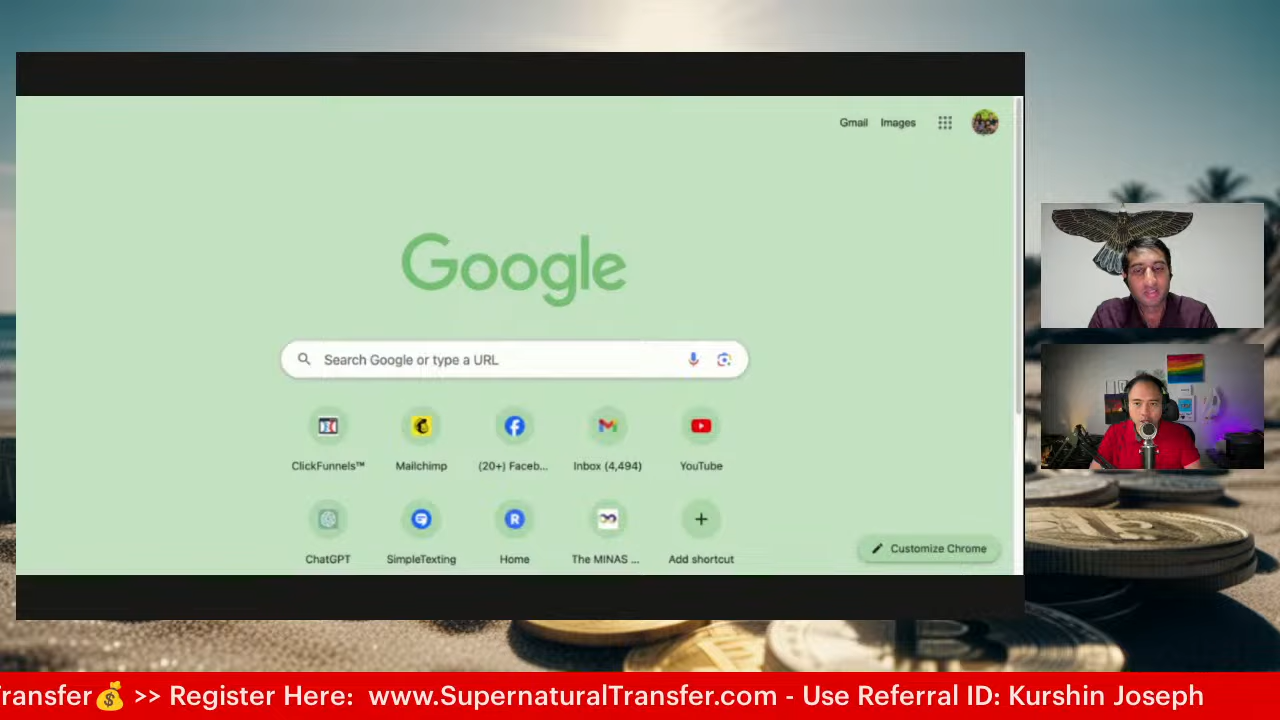 Gmail Images
Google
Search Google or type a URL
ClickFunnels™ Mailchimp (20+) Faceb... Inbox (4,494) YouTube
ChatGPT SimpleTexting Home The MINAS ... Add shortcut
Customize Chrome
Transfer💰 >> Register Here: www.SupernaturalTransfer.com - Use Referral ID: Kurshin Joseph